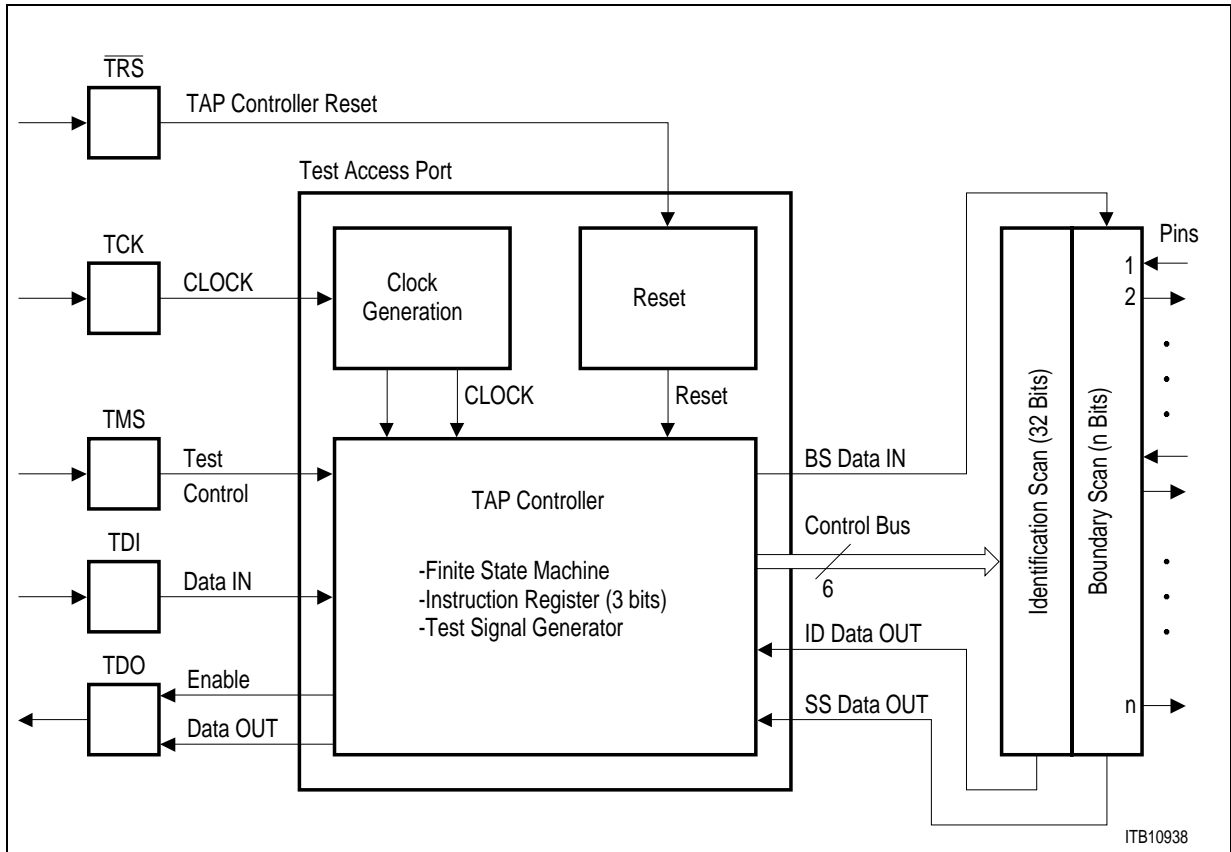 TRS
TAP Controller Reset
Test Access Port
TCK
CLOCK
Clock
Generation
Reset
CLOCK
Reset
TMS
Test
Control
TDI
Data IN
TDO
Enable
Data OUT
TAP Controller
-Finite State Machine
-Instruction Register (3 bits)
-Test Signal Generator
BS Data IN
Control Bus
6
ID Data OUT
SS Data OUT
Identification Scan (32 Bits)
Boundary Scan (n Bits)
Pins
1
2
n
ITB10938